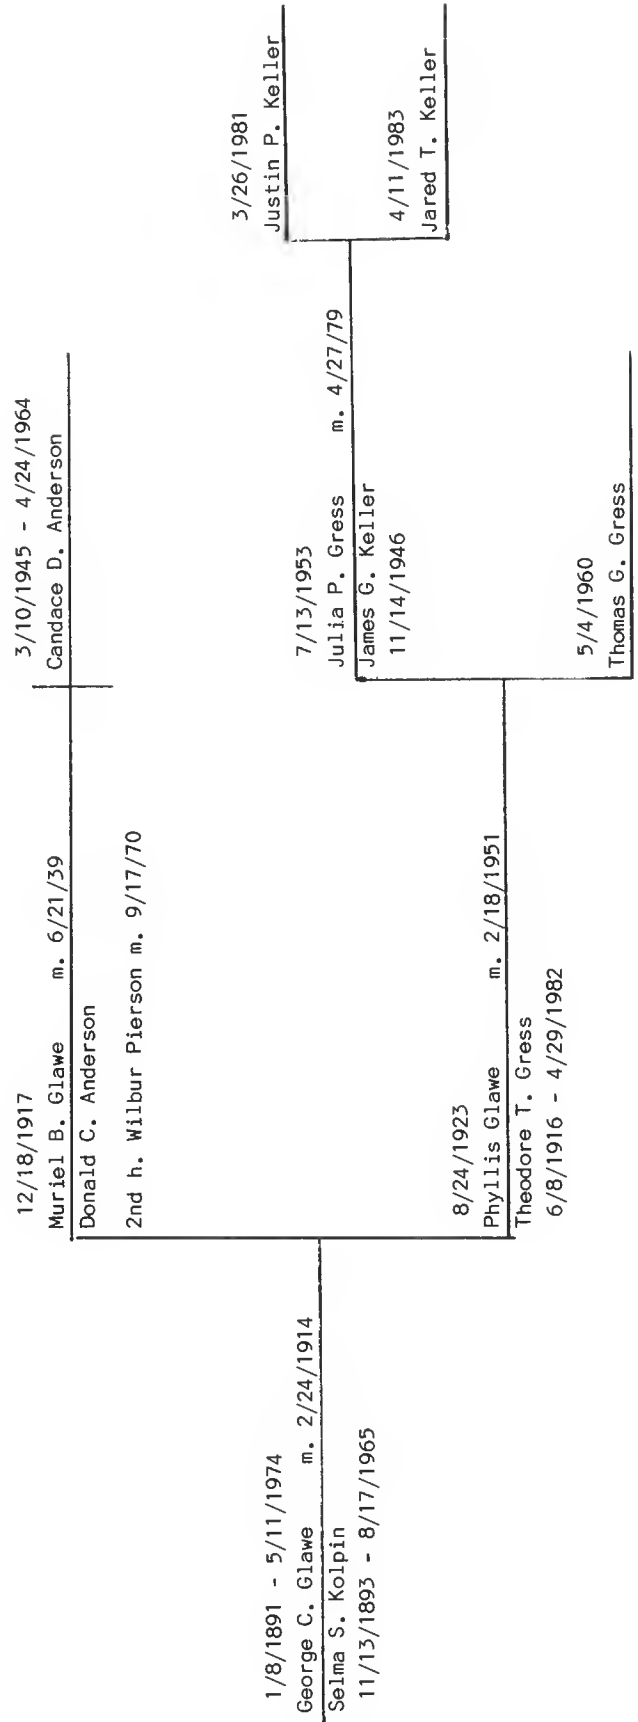 1/8/1891 - 5/11/1974
George C. Glawe m. 2/24/1914
Selma S. Kolpin
11/13/1893 - 8/17/1965
12/18/1917
Muriel B. Glawe m. 6/21/39
Donald C. Anderson
2nd h. Wilbur Pierson m. 9/17/70
3/10/1945 - 4/24/1964
Candace D. Anderson
8/24/1923
Phyllis Glawe m. 2/18/1951
Theodore T. Gress
6/8/1916 - 4/29/1982
7/13/1953
Julia P. Gress m. 4/27/79
James G. Keller
11/14/1946
5/4/1960
Thomas G. Gress
3/26/1981
Justin P. Keller
4/11/1983
Jared T. Keller